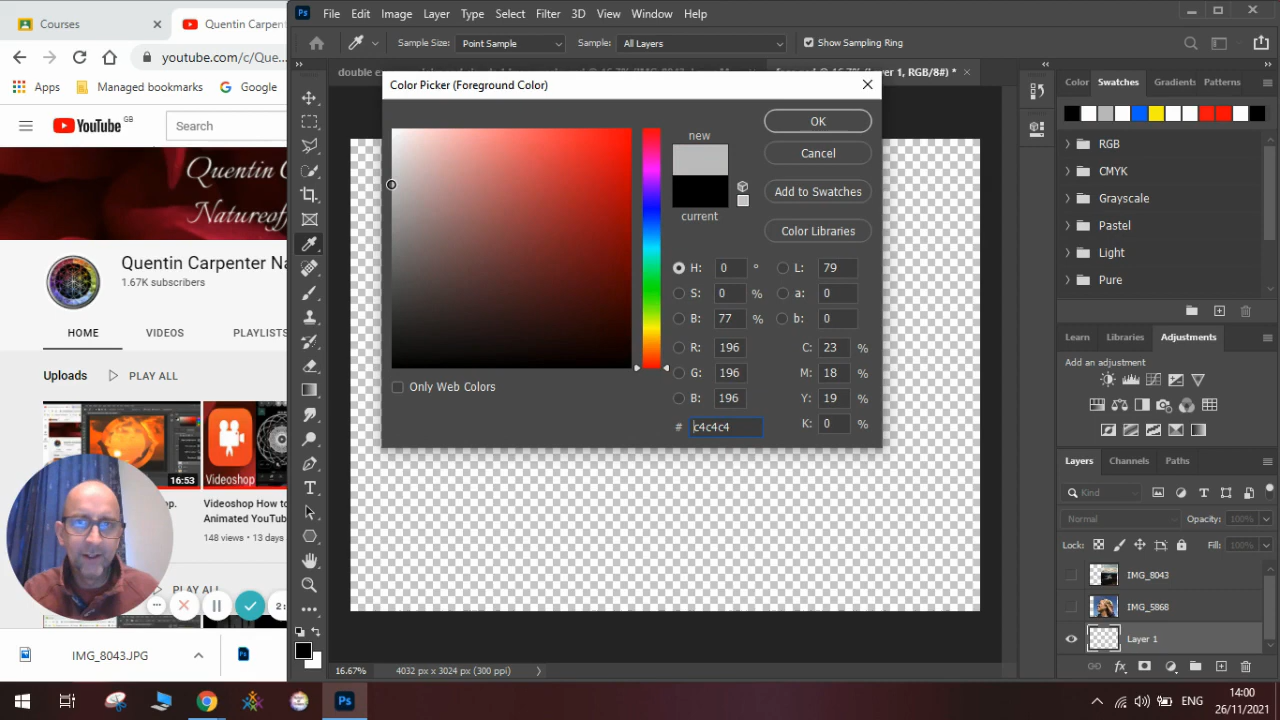 Courses
Quentin Carpent
youtube.com/c/Que...
Apps
Managed bookmarks
Google
YouTube
GB
Search
Quentin Ca
Natureof
Quentin Carpenter Na
1.67K subscribers
HOME
VIDEOS
PLAYLISTS
Uploads
PLAY ALL
16:53
Videoshop
hop.
Videoshop How to
Animated YouTub
148 views • 13 days
PLAY ALL
2:
IMG_8043.JPG
Ps
File
Edit
Image
Layer
Type
Select
Filter
3D
View
Window
Help
Sample Size:
Point Sample
Sample:
All Layers
Show Sampling Ring
double e
(Layer 1, RGB/8#) *
Color Picker (Foreground Color)
new
current
OK
Cancel
Add to Swatches
Color Libraries
H: 0 °
S: 0 %
B: 77 %
R: 196
G: 196
B: 196
# c4c4c4
L: 79
a: 0
b: 0
C: 23 %
M: 18 %
Y: 19 %
K: 0 %
Only Web Colors
Color
Swatches
Gradients
Patterns
RGB
CMYK
Grayscale
Pastel
Light
Pure
Learn
Libraries
Adjustments
Add an adjustment
Layers
Channels
Paths
Kind
Normal
Opacity: 100%
Lock:
Fill: 100%
IMG_8043
IMG_5868
Layer 1
fx
16.67%
4032 px x 3024 px (300 ppi)
Ps
Ps
ENG
14:00
26/11/2021